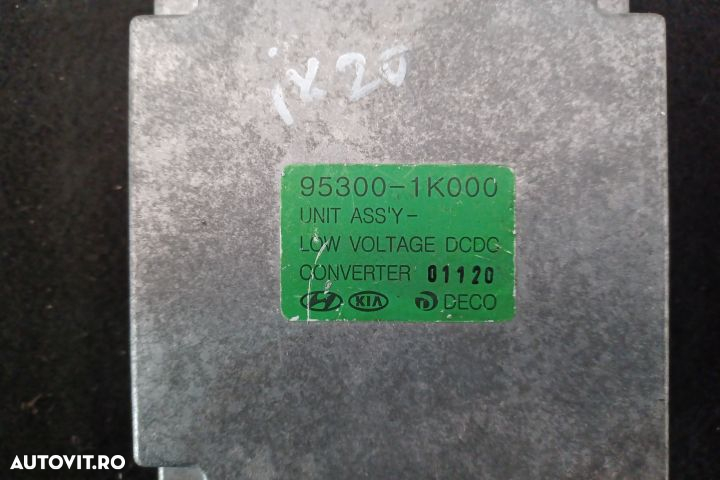 ix20
95300-1K000
UNIT ASS'Y-
LOW VOLTAGE DCDC
CONVERTER 01120
KIA DECO
AUTOVIT.RO